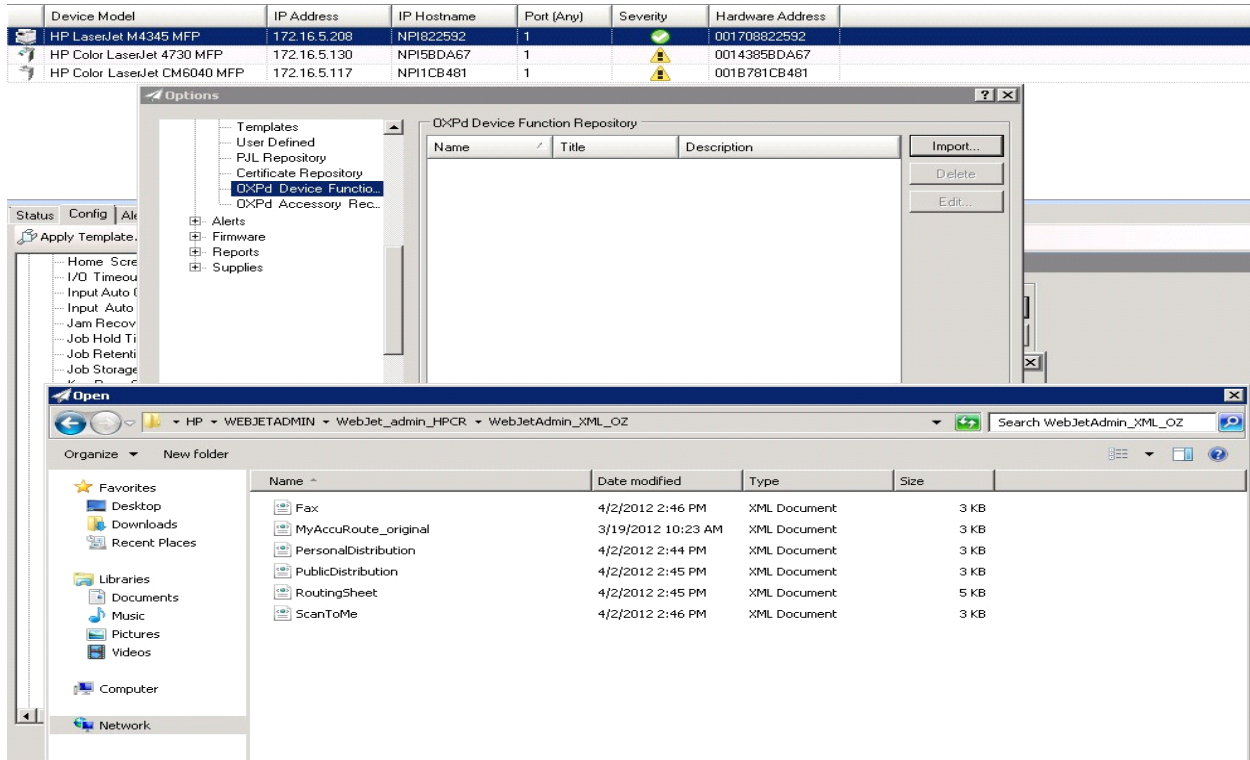 Device Model IP Address IP Hostname Port (Any) Severity Hardware Address
HP LaserJet M4345 MFP 172.16.5.208 NPI822592 1 001708822592
HP Color LaserJet 4730 MFP 172.16.5.130 NPI5BDA67 1 0014385BDA67
HP Color LaserJet CM6040 MFP 172.16.5.117 NPI1CB481 1 001B781CB481
Options
Templates
User Defined
PJL Repository
Certificate Repository
OXPd Device Functio...
OXPd Accessory Rec...
Alerts
Firmware
Reports
Supplies
OXPd Device Function Repository
Name Title Description
Import...
Delete
Edit...
Status Config Ale
Apply Template.
Home Scre
I/O Timeou
Input Auto
Input Auto
Jam Recov
Job Hold Ti
Job Retenti
Job Storage
Open
HP WEBJETADMIN WebJet_admin_HPCR WebJetAdmin_XML_OZ
Search WebJetAdmin_XML_OZ
Organize New folder
Favorites
Desktop
Downloads
Recent Places
Libraries
Documents
Music
Pictures
Videos
Computer
Network
Name Date modified Type Size
Fax 4/2/2012 2:46 PM XML Document 3 KB
MyAccuRoute_original 3/19/2012 10:23 AM XML Document 3 KB
PersonalDistribution 4/2/2012 2:44 PM XML Document 3 KB
PublicDistribution 4/2/2012 2:45 PM XML Document 3 KB
RoutingSheet 4/2/2012 2:45 PM XML Document 5 KB
ScanToMe 4/2/2012 2:46 PM XML Document 3 KB